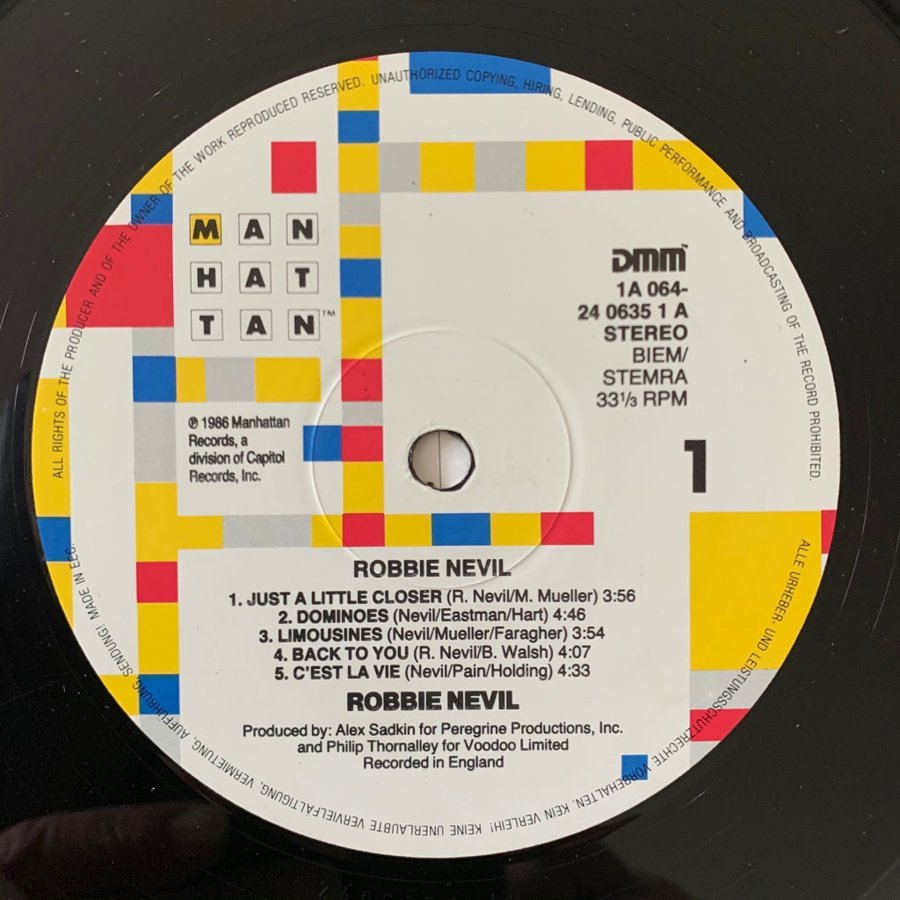 ALL RIGHTS OF THE PRODUCER AND OF THE OWNER OF THE WORK REPRODUCED RESERVED. UNAUTHORIZED COPYING, HIRING, LENDING, PUBLIC PERFORMANCE AND BROADCASTING OF THE RECORD PROHIBITED.
MAN
HAT
TAN™
DMM™
1A 064-
24 0635 1 A
STEREO
BIEM/
STEMRA
33⅓ RPM
℗ 1986 Manhattan
Records, a
division of Capitol
Records, Inc.
1
ROBBIE NEVIL
1. JUST A LITTLE CLOSER (R. Nevil/M. Mueller) 3:56
2. DOMINOES (Nevil/Eastman/Hart) 4:46
3. LIMOUSINES (Nevil/Mueller/Faragher) 3:54
4. BACK TO YOU (R. Nevil/B. Walsh) 4:07
5. C'EST LA VIE (Nevil/Pain/Holding) 4:33
ROBBIE NEVIL
Produced by: Alex Sadkin for Peregrine Productions, Inc.
and Philip Thornalley for Voodoo Limited
Recorded in England
ALLE URHEBER- UND LEISTUNGSSCHUTZRECHTE VORBEHALTEN. KEIN VERLEIH! KEINE UNERLAUBTE VERVIELFÄLTIGUNG, VERMIETUNG, AUFFÜHRUNG, SENDUNG! MADE IN EEC.